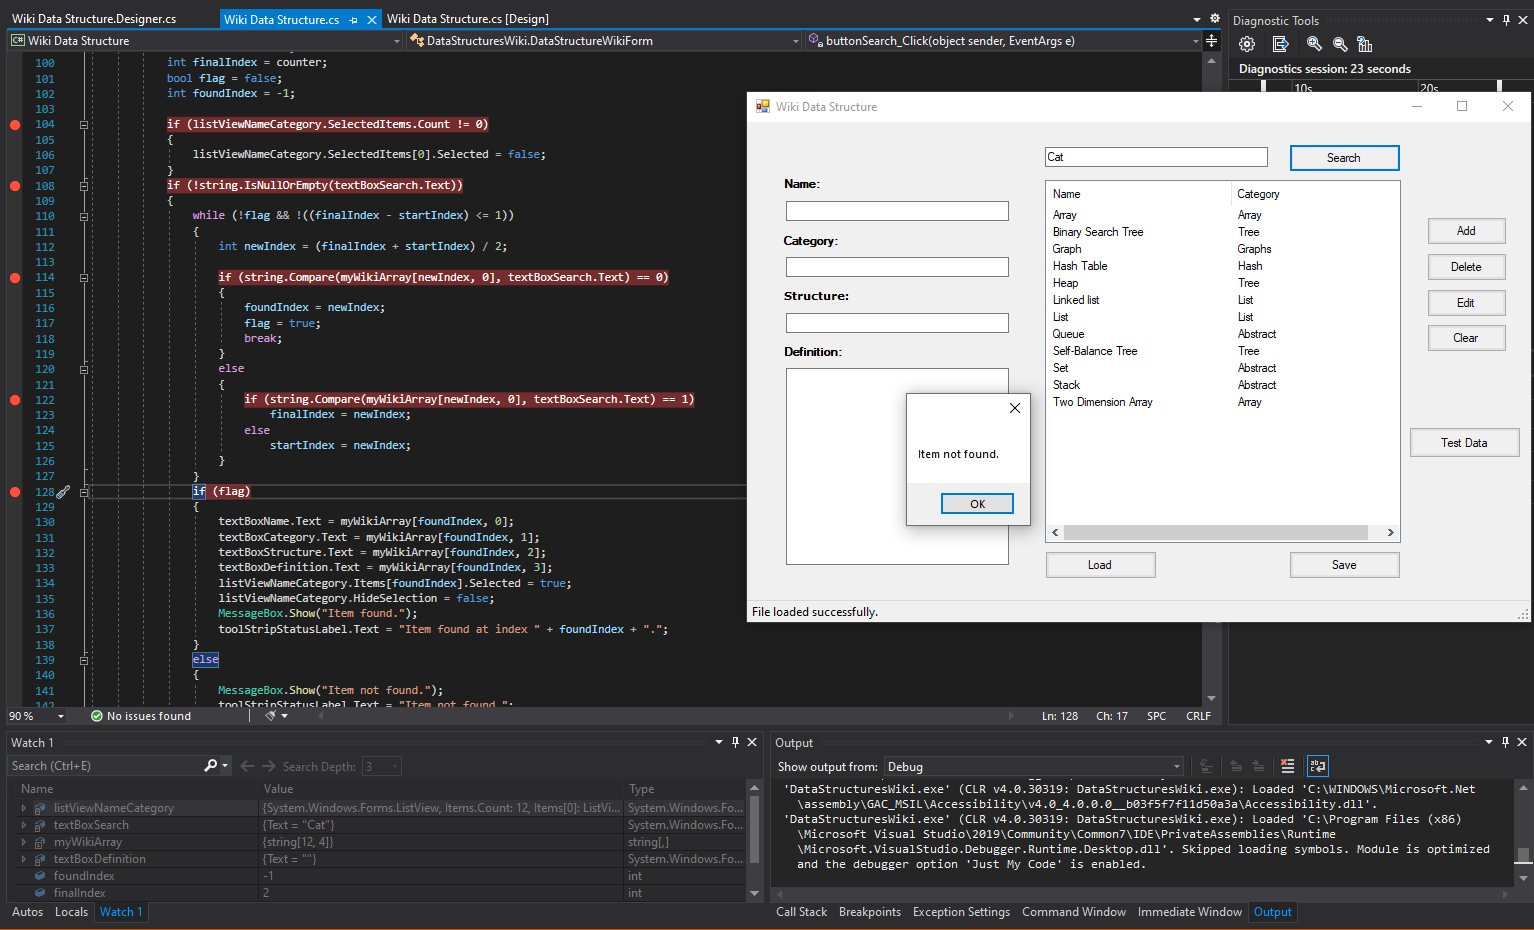 Wiki Data Structure.Designer.cs
Wiki Data Structure.cs
Wiki Data Structure.cs [Design]
C# Wiki Data Structure
DataStructuresWiki.DataStructureWikiForm
buttonSearch_Click(object sender, EventArgs e)
100 int finalIndex = counter;
101 bool flag = false;
102 int foundIndex = -1;
103
104 if (listViewNameCategory.SelectedItems.Count != 0)
105 {
106 listViewNameCategory.SelectedItems[0].Selected = false;
107 }
108 if (!string.IsNullOrEmpty(textBoxSearch.Text))
109 {
110 while (!flag && !((finalIndex - startIndex) <= 1))
111 {
112 int newIndex = (finalIndex + startIndex) / 2;
113
114 if (string.Compare(myWikiArray[newIndex, 0], textBoxSearch.Text) == 0)
115 {
116 foundIndex = newIndex;
117 flag = true;
118 break;
119 }
120 else
121 {
122 if (string.Compare(myWikiArray[newIndex, 0], textBoxSearch.Text) == 1)
123 finalIndex = newIndex;
124 else
125 startIndex = newIndex;
126 }
127 }
128 if (flag)
129 {
130 textBoxName.Text = myWikiArray[foundIndex, 0];
131 textBoxCategory.Text = myWikiArray[foundIndex, 1];
132 textBoxStructure.Text = myWikiArray[foundIndex, 2];
133 textBoxDefinition.Text = myWikiArray[foundIndex, 3];
134 listViewNameCategory.Items[foundIndex].Selected = true;
135 listViewNameCategory.HideSelection = false;
136 MessageBox.Show("Item found.");
137 toolStripStatusLabel.Text = "Item found at index " + foundIndex + ".";
138 }
139 else
140 {
141 MessageBox.Show("Item not found.");
142 toolStripStatusLabel.Text = "Item not found.";
90 %
No issues found
Ln: 128 Ch: 17 SPC CRLF
Diagnostic Tools
Diagnostics session: 23 seconds
10s 20s
Wiki Data Structure
Cat
Search
Name:
Category:
Structure:
Definition:
Name Category
Array Array
Binary Search Tree Tree
Graph Graphs
Hash Table Hash
Heap Tree
Linked list List
List List
Queue Abstract
Self-Balance Tree Tree
Set Abstract
Stack Abstract
Two Dimension Array Array
Add
Delete
Edit
Clear
Test Data
Item not found.
OK
Load
Save
File loaded successfully.
Watch 1
Search (Ctrl+E)
Search Depth: 3
Name Value Type
listViewNameCategory {System.Windows.Forms.ListView, Items.Count: 12, Items[0]: ListVi... System.Windows.Fo...
textBoxSearch {Text = "Cat"} System.Windows.Fo...
myWikiArray {string[12, 4]} string[,]
textBoxDefinition {Text = ""} System.Windows.Fo...
foundIndex -1 int
finalIndex 2 int
Autos Locals Watch 1
Output
Show output from: Debug
'DataStructuresWiki.exe' (CLR v4.0.30319: DataStructuresWiki.exe): Loaded 'C:\WINDOWS\Microsoft.Net
\assembly\GAC_MSIL\Accessibility\v4.0_4.0.0.0__b03f5f7f11d50a3a\Accessibility.dll'.
'DataStructuresWiki.exe' (CLR v4.0.30319: DataStructuresWiki.exe): Loaded 'C:\Program Files (x86)
\Microsoft Visual Studio\2019\Community\Common7\IDE\PrivateAssemblies\Runtime
\Microsoft.VisualStudio.Debugger.Runtime.Desktop.dll'. Skipped loading symbols. Module is optimized
and the debugger option 'Just My Code' is enabled.
Call Stack Breakpoints Exception Settings Command Window Immediate Window Output